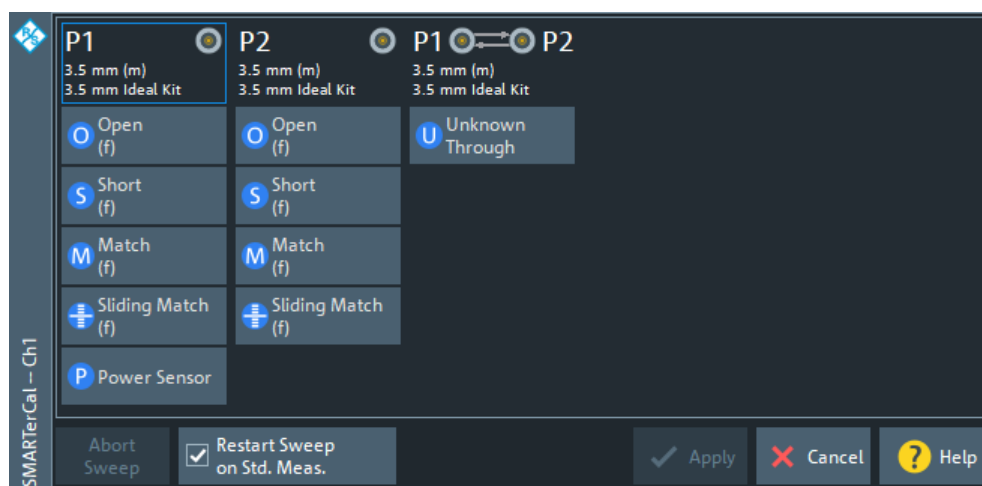 P1
3.5 mm (m)
3.5 mm Ideal Kit
P2
3.5 mm (m)
3.5 mm Ideal Kit
P1 P2
3.5 mm (m)
3.5 mm Ideal Kit
O Open
(f)
O Open
(f)
U Unknown
Through
S Short
(f)
S Short
(f)
M Match
(f)
M Match
(f)
Sliding Match
(f)
Sliding Match
(f)
P Power Sensor
SMARTerCal – Ch1
Abort
Sweep
Restart Sweep
on Std. Meas.
Apply
Cancel
? Help
R&S